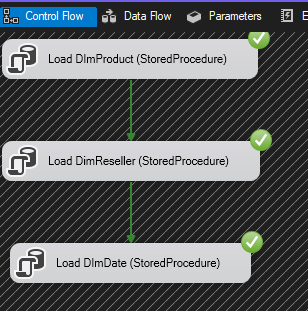 Control Flow
Data Flow
Parameters
E
Load DImProduct (StoredProcedure)
Load DimReseller (StoredProcedure)
Load DImDate (StoredProcedure)